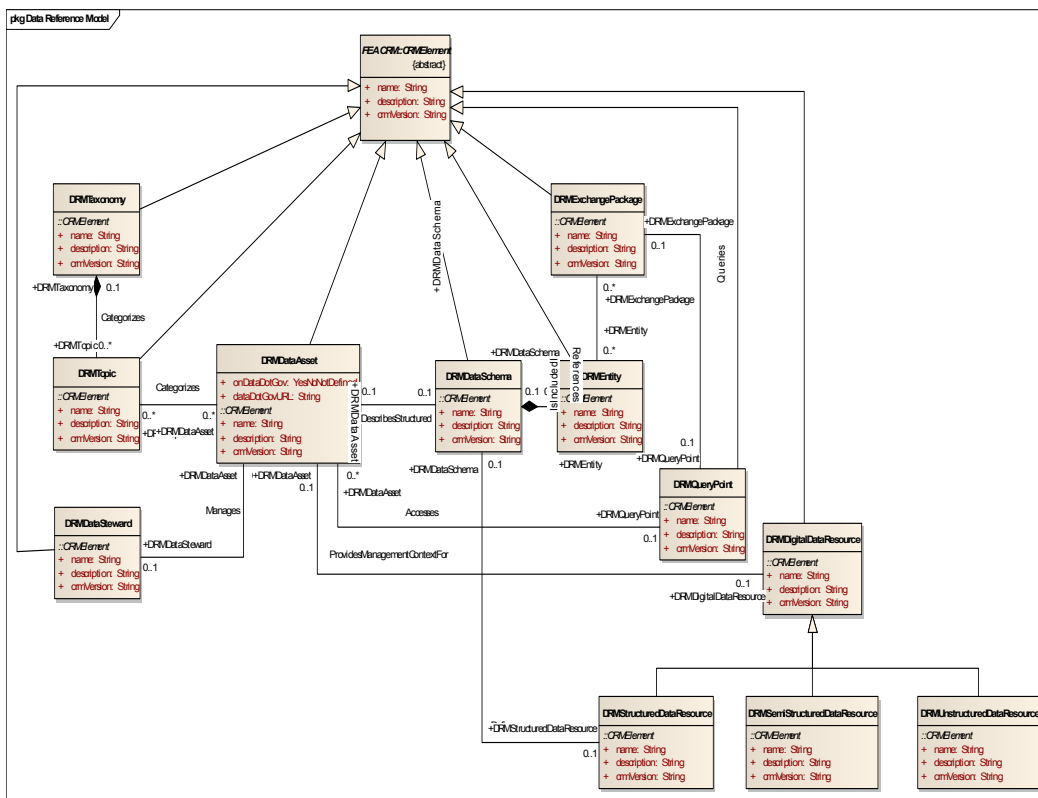 pkg Data Reference Model
FEA CRM::CRMElement
{abstract}
+ name: String
+ description: String
+ crmVersion: String
DRMTaxonomy
::CRMElement
+ name: String
+ description: String
+ crmVersion: String
DRMExchangePackage
::CRMElement
+ name: String
+ description: String
+ crmVersion: String
+DRMExchangePackage
0..1
+DRMDataSchema
Queries
+DRMTaxonomy
0..1
Categorizes
+DRMTopic 0..*
0..*
+DRMExchangePackage
+DRMEntity
0..*
DRMTopic
::CRMElement
+ name: String
+ description: String
+ crmVersion: String
Categorizes
0..*
0..*
+DRMDataAsset
DRMDataAsset
+ onDataDotGov: YesNoNotDefined
+ dataDotGovURL: String
::CRMElement
+ name: String
+ description: String
+ crmVersion: String
+DRMDataAsset
0..1
0..1
DescribesStructured
+DRMDataSchema
DRMDataSchema
::CRMElement
+ name: String
+ description: String
+ crmVersion: String
0..1
IsIncludedI
References
DRMEntity
::CRMElement
+ name: String
+ description: String
+ crmVersion: String
+DRMEntity
0..1
+DRMQueryPoint
+DRMDataSchema
0..1
+DRMDataAsset
+DRMDataAsset
0..1
0..*
+DRMDataAsset
DRMQueryPoint
::CRMElement
+ name: String
+ description: String
+ crmVersion: String
Manages
Accesses
+DRMQueryPoint
0..1
DRMDataSteward
::CRMElement
+ name: String
+ description: String
+ crmVersion: String
+DRMDataSteward
0..1
ProvidesManagementContextFor
DRMDigitalDataResource
::CRMElement
+ name: String
+ description: String
+ crmVersion: String
0..1
+DRMDigitalDataResource
+DRMStructuredDataResource
0..1
DRMStructuredDataResource
::CRMElement
+ name: String
+ description: String
+ crmVersion: String
DRMSemiStructuredDataResource
::CRMElement
+ name: String
+ description: String
+ crmVersion: String
DRMUnstructuredDataResource
::CRMElement
+ name: String
+ description: String
+ crmVersion: String